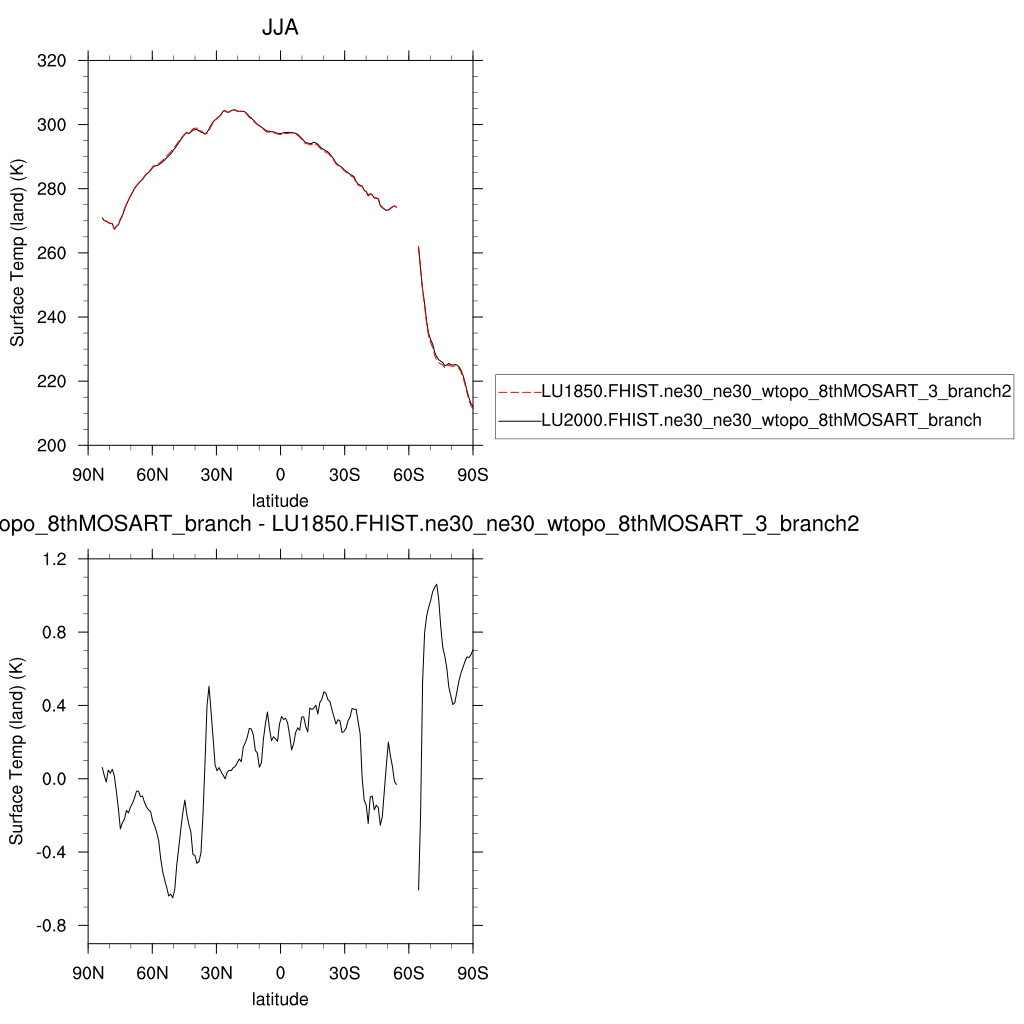 JJA
320
300
280
260
240
220
200
Surface Temp (land) (K)
90N 60N 30N 0 30S 60S 90S
latitude
LU1850.FHIST.ne30_ne30_wtopo_8thMOSART_3_branch2
LU2000.FHIST.ne30_ne30_wtopo_8thMOSART_branch
opo_8thMOSART_branch - LU1850.FHIST.ne30_ne30_wtopo_8thMOSART_3_branch2
1.2
0.8
0.4
0.0
-0.4
-0.8
Surface Temp (land) (K)
90N 60N 30N 0 30S 60S 90S
latitude